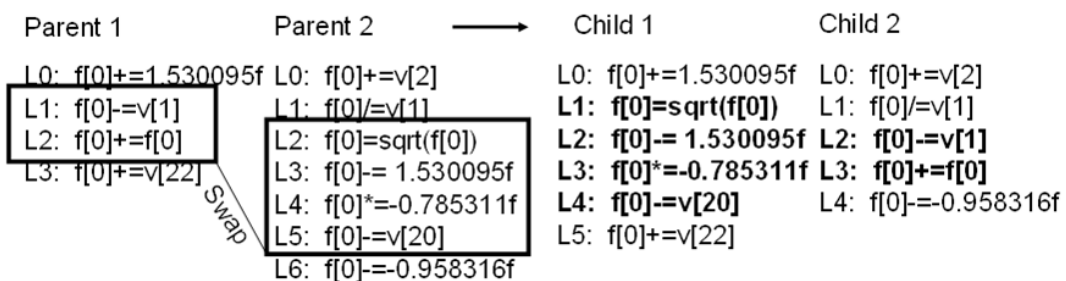 Parent 1
L0: f[0]+=1.530095f
L1: f[0]-=v[1]
L2: f[0]+=f[0]
L3: f[0]+=v[22]
Swap
Parent 2
L0: f[0]+=v[2]
L1: f[0]/=v[1]
L2: f[0]=sqrt(f[0])
L3: f[0]-= 1.530095f
L4: f[0]*=-0.785311f
L5: f[0]-=v[20]
L6: f[0]-=-0.958316f
Child 1
L0: f[0]+=1.530095f
L1: f[0]=sqrt(f[0])
L2: f[0]-= 1.530095f
L3: f[0]*=-0.785311f
L4: f[0]-=v[20]
L5: f[0]+=v[22]
Child 2
L0: f[0]+=v[2]
L1: f[0]/=v[1]
L2: f[0]-=v[1]
L3: f[0]+=f[0]
L4: f[0]-=-0.958316f